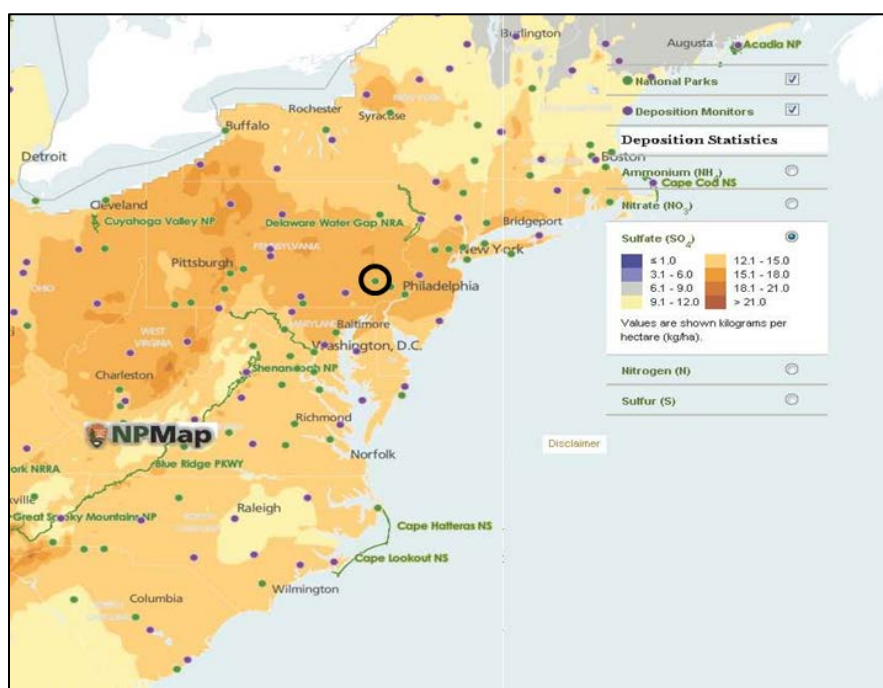 Burlington
Augusta
Acadia NP
National Parks
Deposition Monitors
Deposition Statistics
Ammonium (NH4)
Nitrate (NO3)
Sulfate (SO4)
≤ 1.0
3.1 - 6.0
6.1 - 9.0
9.1 - 12.0
12.1 - 15.0
15.1 - 18.0
18.1 - 21.0
> 21.0
Values are shown kilograms per
hectare (kg/ha).
Nitrogen (N)
Sulfur (S)
Disclaimer
Rochester
Syracuse
NEW YORK
Buffalo
Detroit
Boston
Cape Cod NS
Cleveland
Cuyahoga Valley NP
Delaware Water Gap NRA
Bridgeport
New York
PENNSYLVANIA
Pittsburgh
OHIO
Philadelphia
MARYLAND
Baltimore
WEST
VIRGINIA
Washington, D.C.
Charleston
Shenandoah NP
NPMap
Richmond
Norfolk
Blue Ridge PKWY
ork NRRA
xville
Great Smoky Mountains NP
Raleigh
Cape Hatteras NS
Cape Lookout NS
Wilmington
Columbia